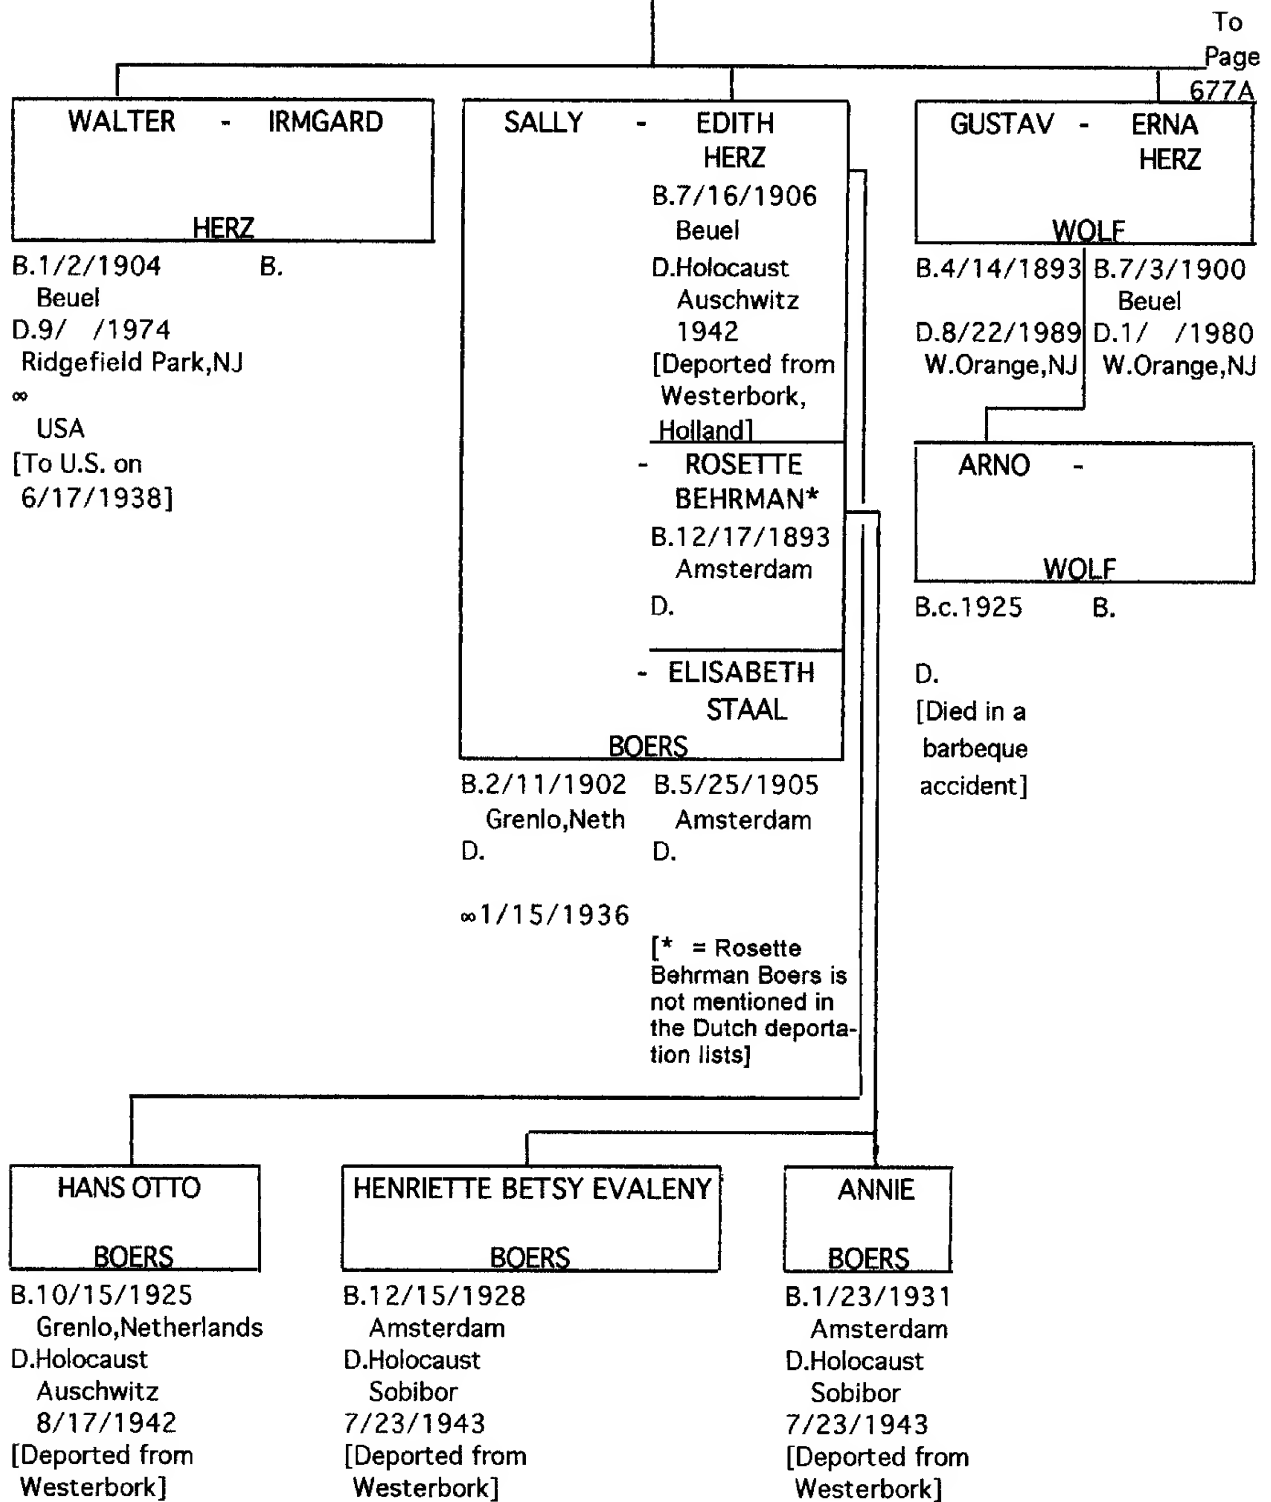 To
Page
677A
WALTER - IRMGARD
HERZ
B.1/2/1904 B.
Beuel
D.9/ /1974
Ridgefield Park,NJ
∞
USA
[To U.S. on
6/17/1938]
SALLY - EDITH
HERZ
B.7/16/1906
Beuel
D.Holocaust
Auschwitz
1942
[Deported from
Westerbork,
Holland]
- ROSETTE
BEHRMAN*
B.12/17/1893
Amsterdam
D.
- ELISABETH
STAAL
BOERS
B.2/11/1902 B.5/25/1905
Grenlo,Neth Amsterdam
D. D.
∞1/15/1936
[* = Rosette
Behrman Boers is
not mentioned in
the Dutch deporta-
tion lists]
GUSTAV - ERNA
HERZ
WOLF
B.4/14/1893 B.7/3/1900
Beuel
D.8/22/1989 D.1/ /1980
W.Orange,NJ W.Orange,NJ
ARNO -
WOLF
B.c.1925 B.
D.
[Died in a
barbeque
accident]
HANS OTTO
BOERS
B.10/15/1925
Grenlo,Netherlands
D.Holocaust
Auschwitz
8/17/1942
[Deported from
Westerbork]
HENRIETTE BETSY EVALENY
BOERS
B.12/15/1928
Amsterdam
D.Holocaust
Sobibor
7/23/1943
[Deported from
Westerbork]
ANNIE
BOERS
B.1/23/1931
Amsterdam
D.Holocaust
Sobibor
7/23/1943
[Deported from
Westerbork]